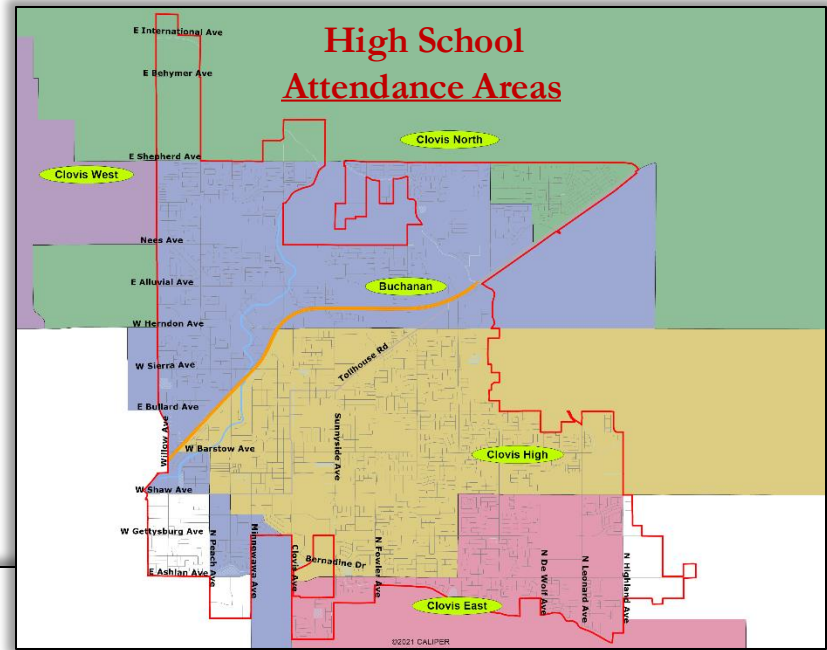 High School
Attendance Areas
E International Ave
E Behymer Ave
Clovis North
E Shepherd Ave
Clovis West
Nees Ave
E Alluvial Ave
Buchanan
W Herndon Ave
Tollhouse Rd
W Sierra Ave
E Bullard Ave
Willow Ave
Sunnyside Ave
W Barstow Ave
Clovis High
W Shaw Ave
W Gettysburg Ave
N Peach Ave
Minnewawa Ave
Clovis Ave
Bernadine Dr
N Fowler Ave
N De Wolf Ave
N Leonard Ave
N Highland Ave
E Ashlan Ave
Clovis East
©2021 CALIPER